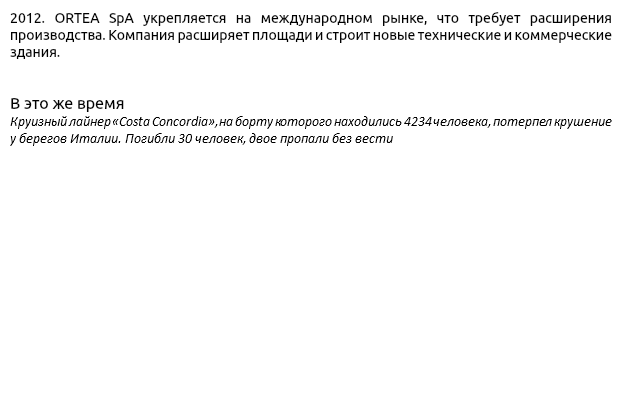 2012. ORTEA SpA укрепляется на международном рынке, что требует расширения
производства. Компания расширяет площади и строит новые технические и коммерческие
здания.
В это же время
Круизный лайнер «Costa Concordia», на борту которого находились 4234 человека, потерпел крушение
у берегов Италии. Погибли 30 человек, двое пропали без вести